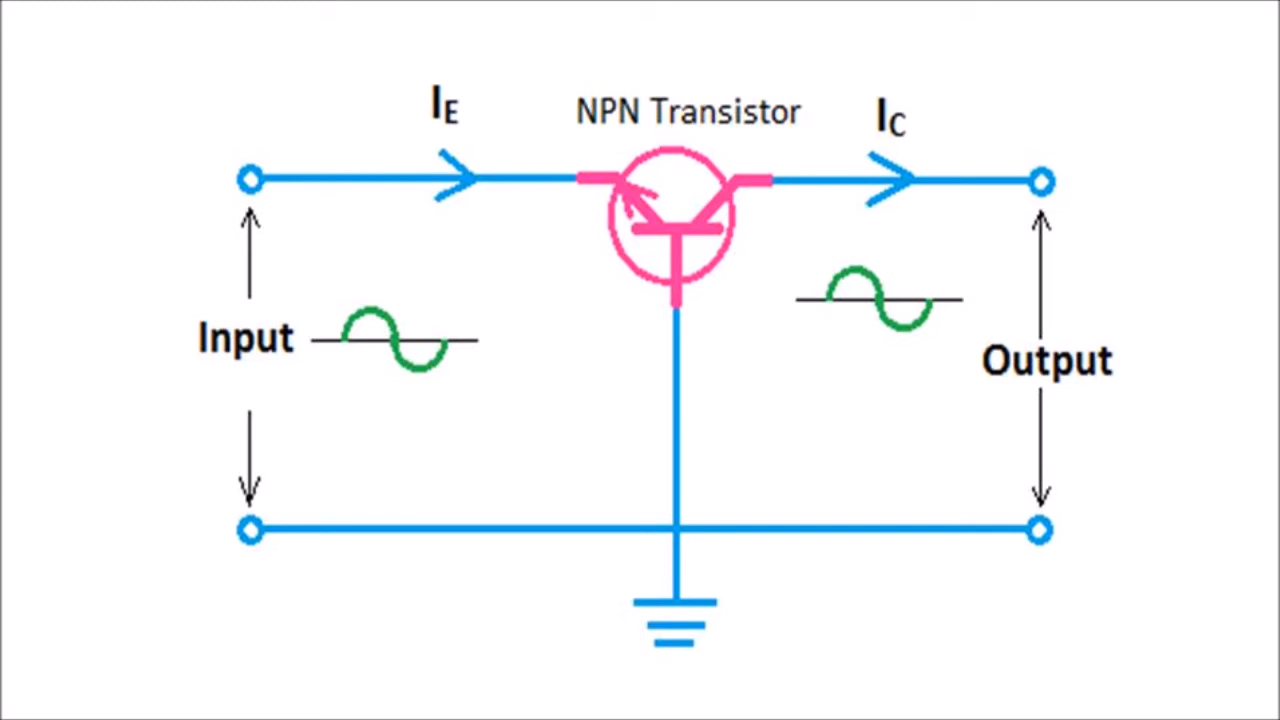 I_E
NPN Transistor
I_C
Input
Output